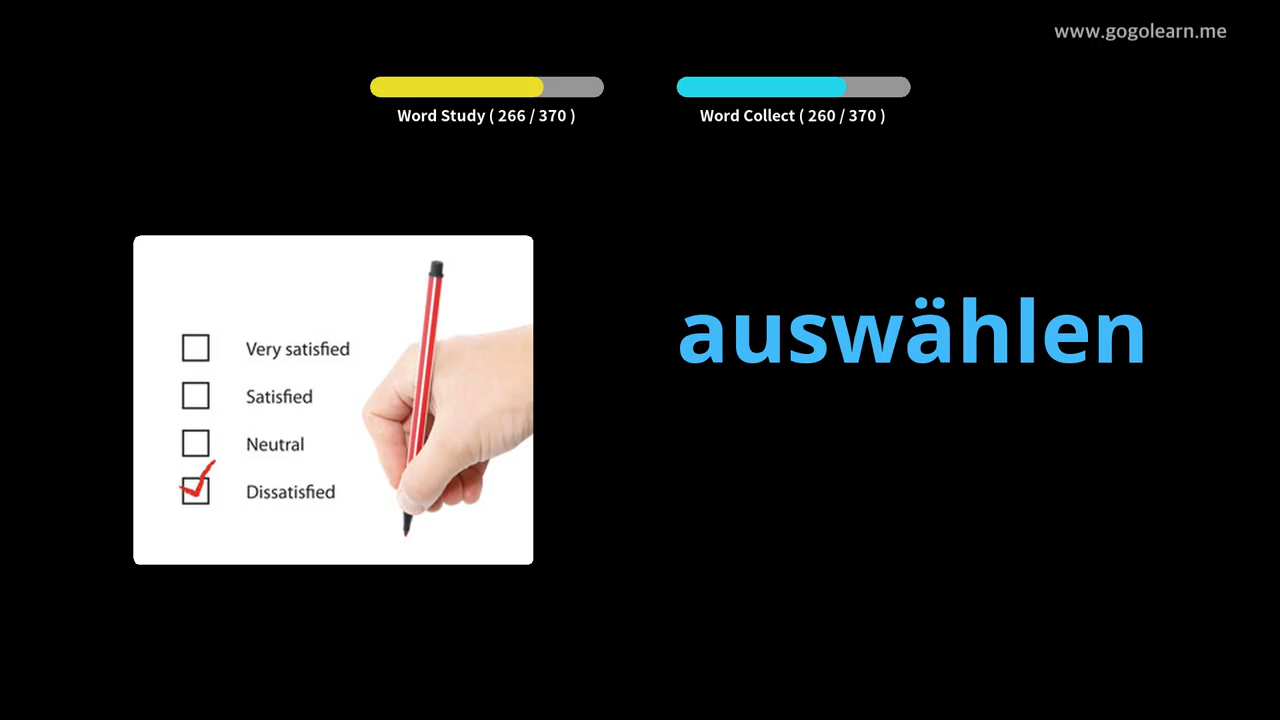 www.gogolearn.me
Word Study ( 266 / 370 )
Word Collect ( 260 / 370 )
Very satisfied
Satisfied
Neutral
Dissatisfied
auswählen